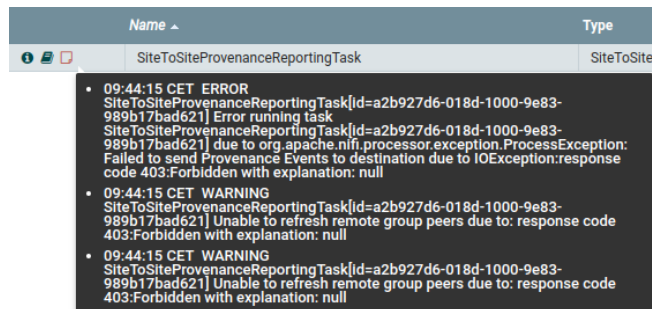 Name Type
SiteToSiteProvenanceReportingTask SiteToSite
• 09:44:15 CET ERROR
SiteToSiteProvenanceReportingTask[id=a2b927d6-018d-1000-9e83-
989b17bad621] Error running task
SiteToSiteProvenanceReportingTask[id=a2b927d6-018d-1000-9e83-
989b17bad621] due to org.apache.nifi.processor.exception.ProcessException:
Failed to send Provenance Events to destination due to IOException:response
code 403:Forbidden with explanation: null
• 09:44:15 CET WARNING
SiteToSiteProvenanceReportingTask[id=a2b927d6-018d-1000-9e83-
989b17bad621] Unable to refresh remote group peers due to: response code
403:Forbidden with explanation: null
• 09:44:15 CET WARNING
SiteToSiteProvenanceReportingTask[id=a2b927d6-018d-1000-9e83-
989b17bad621] Unable to refresh remote group peers due to: response code
403:Forbidden with explanation: null